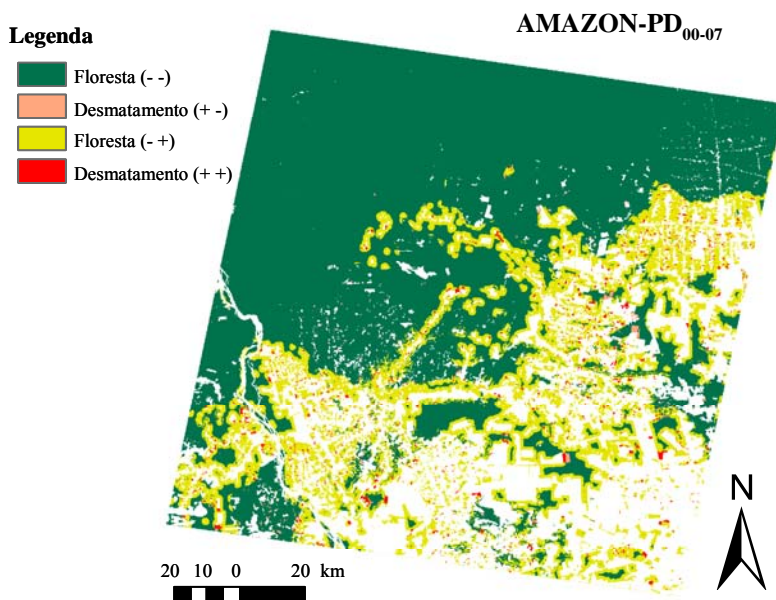 AMAZON-PD00-07
Legenda
Floresta (- -)
Desmatamento (+ -)
Floresta (- +)
Desmatamento (+ +)
N
20 10 0 20 km